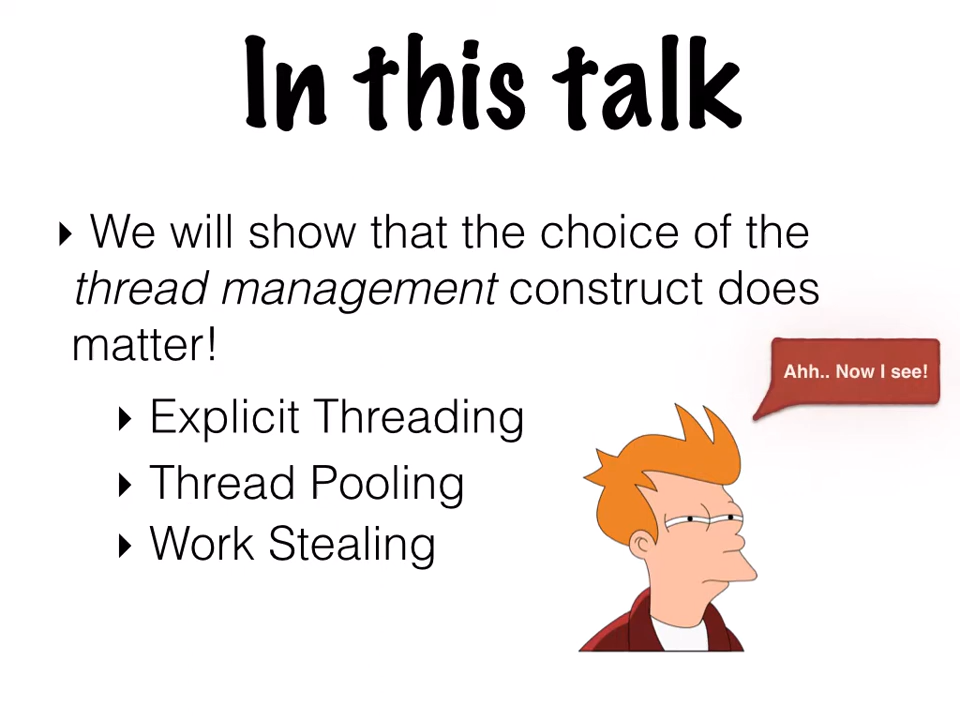 In this talk
‣ We will show that the choice of the
thread management construct does
matter!
‣ Explicit Threading
‣ Thread Pooling
‣ Work Stealing
Ahh.. Now I see!